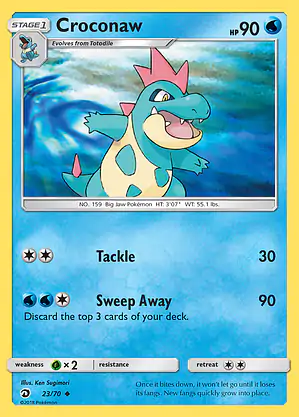 STAGE 1 Croconaw HP 90
Evolves from Totodile
NO. 159 Big Jaw Pokémon HT: 3'07" WT: 55.1 lbs.
Tackle 30
Sweep Away 90
Discard the top 3 cards of your deck.
Illus. Ken Sugimori
weakness × 2 resistance retreat
23/70
©2018 Pokémon
Once it bites down, it won't let go until it loses
its fangs. New fangs quickly grow into place.